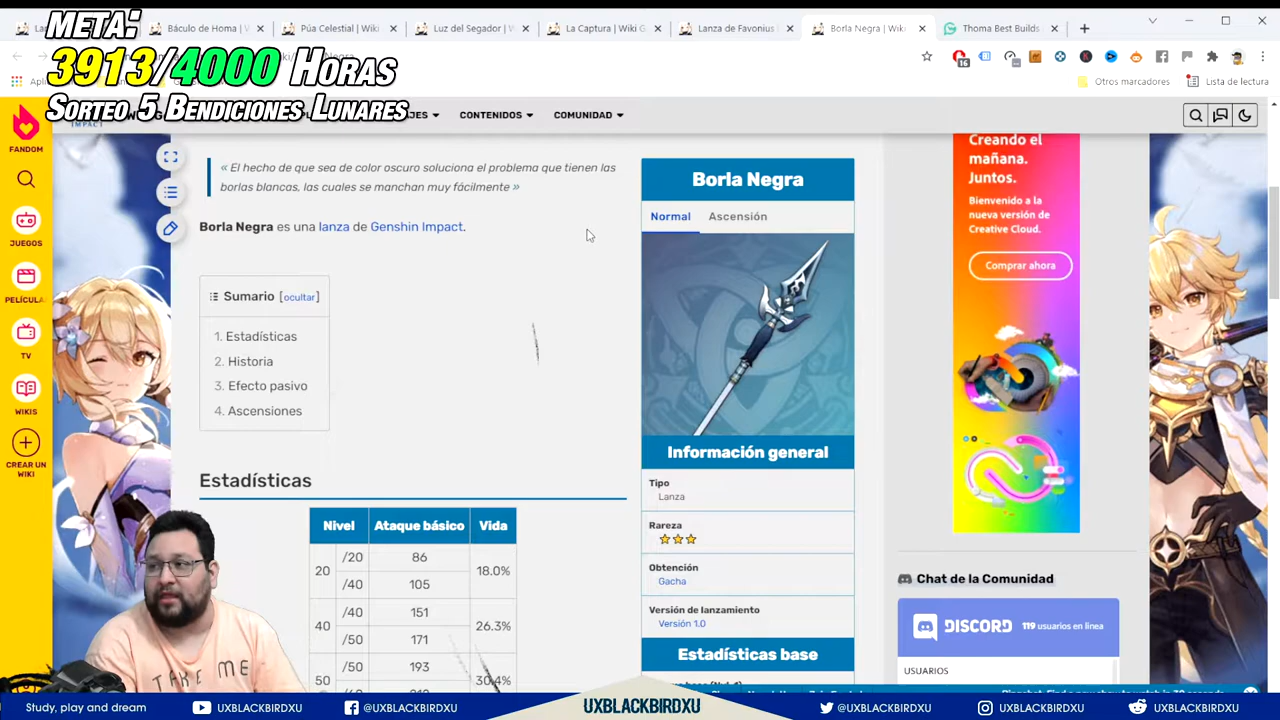 META:
3913/4000 HORAS
SORTEO 5 BENDICIONES LUNARES
Báculo de Homa | W
Púa Celestial | Wiki
Luz del Segador | W
La Captura | Wiki G
Lanza de Favonius |
Borla Negra | Wiki
Thoma Best Builds
16
Otros marcadores
Lista de lectura
IMPACT
CONTENIDOS
COMUNIDAD
FANDOM
JUEGOS
PELÍCULA
TV
WIKIS
CREAR UN
WIKI
« El hecho de que sea de color oscuro soluciona el problema que tienen las
borlas blancas, las cuales se manchan muy fácilmente »
Borla Negra es una lanza de Genshin Impact.
Sumario [ocultar]
1. Estadísticas
2. Historia
3. Efecto pasivo
4. Ascensiones
Estadísticas
Nivel Ataque básico Vida
20 /20 86 18.0%
/40 105
40 /40 151 26.3%
/50 171
50 /50 193 30.4%
Borla Negra
Normal Ascensión
Información general
Tipo
Lanza
Rareza
Obtención
Gacha
Versión de lanzamiento
Versión 1.0
Estadísticas base
Creando el
mañana.
Juntos.
Bienvenido a la
nueva versión de
Creative Cloud.
Comprar ahora
Chat de la Comunidad
DISCORD 119 usuarios en línea
USUARIOS
TAKE ME
Study, play and dream
UXBLACKBIRDXU
@UXBLACKBIRDXU
UXBLACKBIRDXU
@UXBLACKBIRDXU
UXBLACKBIRDXU
UXBLACKBIRDXU